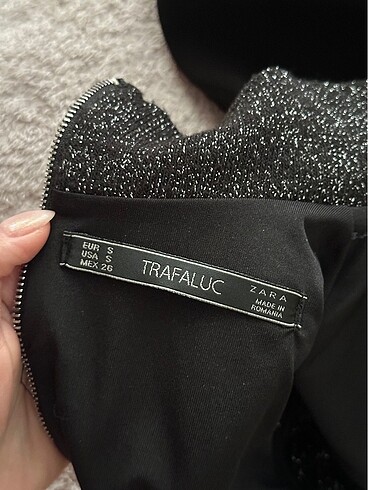 EUR S
USA S
MEX 26
TRAFALUC
ZARA
MADE IN
ROMANIA